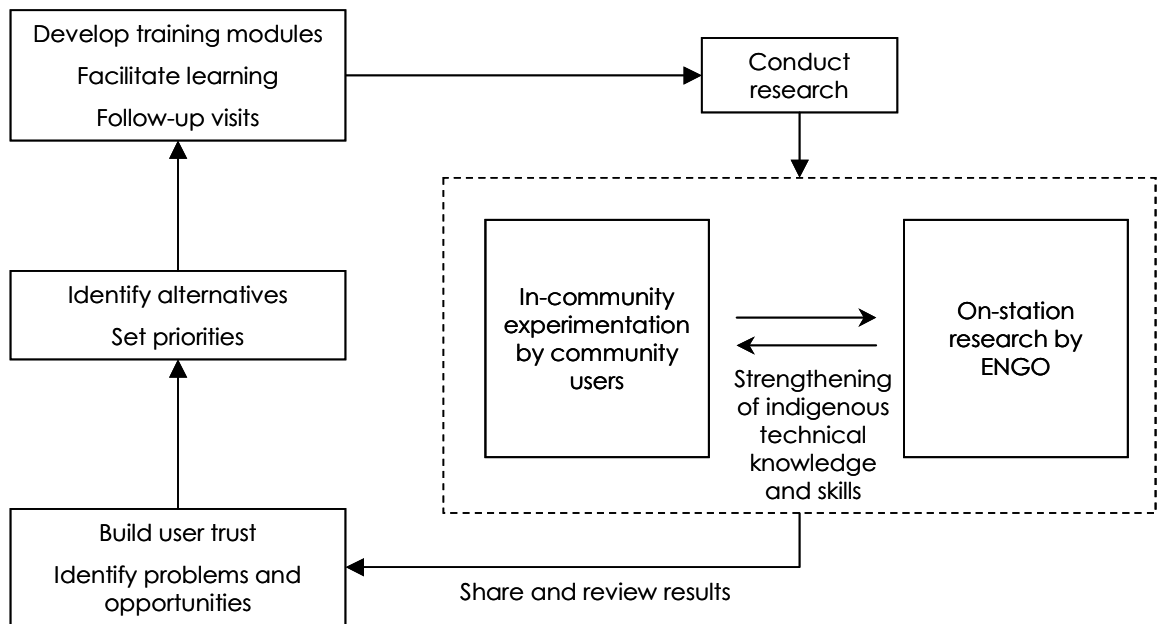 Develop training modules
Facilitate learning
Follow-up visits
Conduct
research
In-community
experimentation
by community
users
On-station
research by
ENGO
Strengthening
of indigenous
technical
knowledge
and skills
Identify alternatives
Set priorities
Build user trust
Identify problems and
opportunities
Share and review results